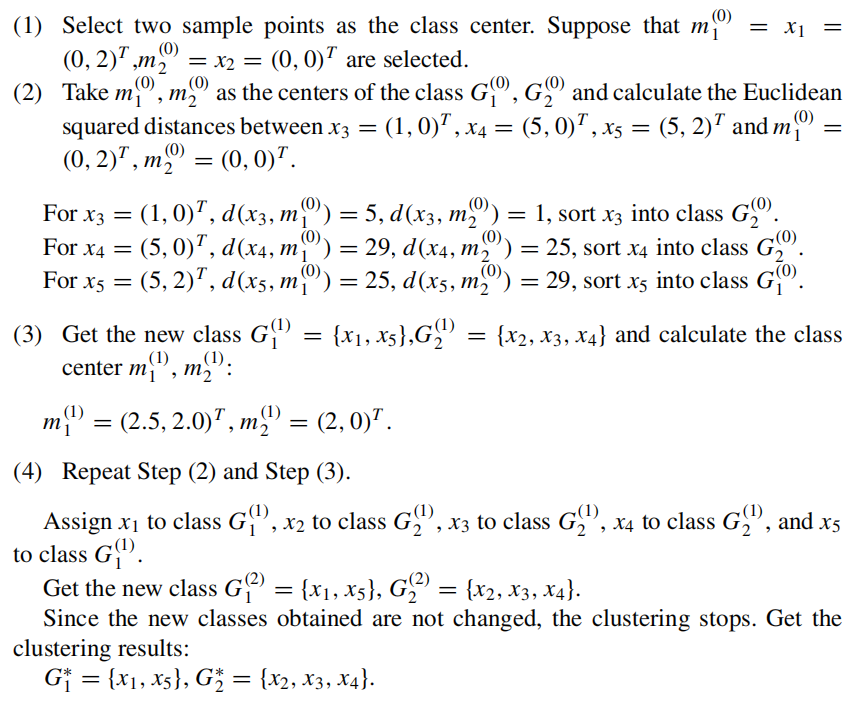 (1) Select two sample points as the class center. Suppose that $m_1^{(0)} = x_1 =$
$(0, 2)^T$,$m_2^{(0)} = x_2 = (0, 0)^T$ are selected.
(2) Take $m_1^{(0)}$, $m_2^{(0)}$ as the centers of the class $G_1^{(0)}$, $G_2^{(0)}$ and calculate the Euclidean
squared distances between $x_3 = (1, 0)^T$, $x_4 = (5, 0)^T$, $x_5 = (5, 2)^T$ and $m_1^{(0)} =$
$(0, 2)^T$, $m_2^{(0)} = (0, 0)^T$.
For $x_3 = (1, 0)^T$, $d(x_3, m_1^{(0)}) = 5$, $d(x_3, m_2^{(0)}) = 1$, sort $x_3$ into class $G_2^{(0)}$.
For $x_4 = (5, 0)^T$, $d(x_4, m_1^{(0)}) = 29$, $d(x_4, m_2^{(0)}) = 25$, sort $x_4$ into class $G_2^{(0)}$.
For $x_5 = (5, 2)^T$, $d(x_5, m_1^{(0)}) = 25$, $d(x_5, m_2^{(0)}) = 29$, sort $x_5$ into class $G_1^{(0)}$.
(3) Get the new class $G_1^{(1)} = \{x_1, x_5\}$,$G_2^{(1)} = \{x_2, x_3, x_4\}$ and calculate the class
center $m_1^{(1)}$, $m_2^{(1)}$:
$m_1^{(1)} = (2.5, 2.0)^T$, $m_2^{(1)} = (2, 0)^T$.
(4) Repeat Step (2) and Step (3).
Assign $x_1$ to class $G_1^{(1)}$, $x_2$ to class $G_2^{(1)}$, $x_3$ to class $G_2^{(1)}$, $x_4$ to class $G_2^{(1)}$, and $x_5$
to class $G_1^{(1)}$.
Get the new class $G_1^{(2)} = \{x_1, x_5\}$, $G_2^{(2)} = \{x_2, x_3, x_4\}$.
Since the new classes obtained are not changed, the clustering stops. Get the
clustering results:
$G_1^* = \{x_1, x_5\}$, $G_2^* = \{x_2, x_3, x_4\}$.